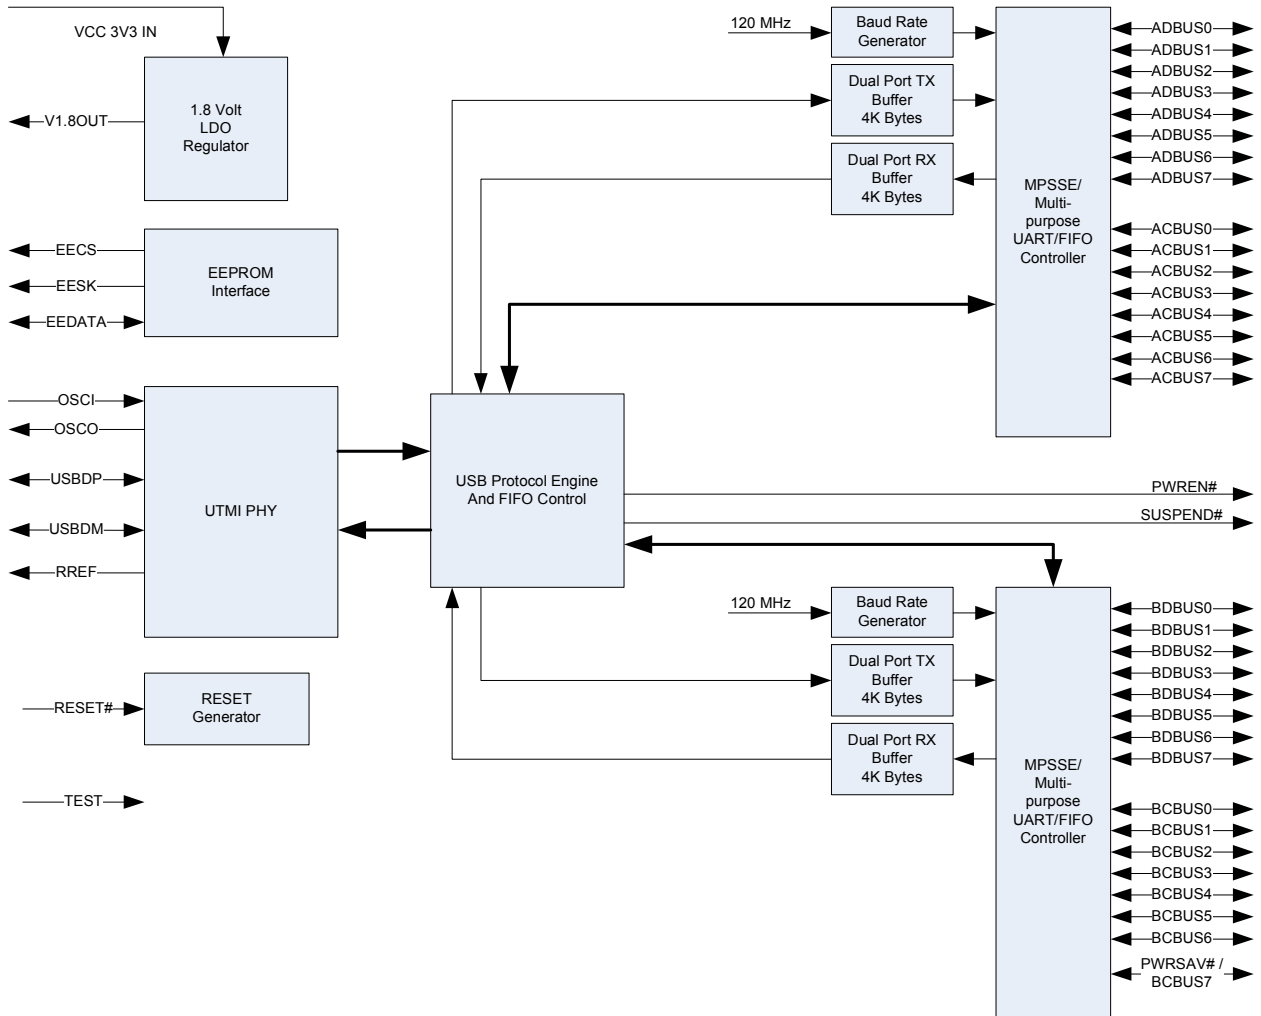 VCC 3V3 IN
1.8 Volt
LDO
Regulator
V1.8OUT
EECS
EESK
EEDATA
EEPROM
Interface
OSCI
OSCO
USBDP
USBDM
RREF
UTMI PHY
RESET#
RESET
Generator
TEST
USB Protocol Engine
And FIFO Control
120 MHz
Baud Rate
Generator
Dual Port TX
Buffer
4K Bytes
Dual Port RX
Buffer
4K Bytes
MPSSE/
Multi-
purpose
UART/FIFO
Controller
ADBUS0
ADBUS1
ADBUS2
ADBUS3
ADBUS4
ADBUS5
ADBUS6
ADBUS7
ACBUS0
ACBUS1
ACBUS2
ACBUS3
ACBUS4
ACBUS5
ACBUS6
ACBUS7
PWREN#
SUSPEND#
120 MHz
Baud Rate
Generator
Dual Port TX
Buffer
4K Bytes
Dual Port RX
Buffer
4K Bytes
MPSSE/
Multi-
purpose
UART/FIFO
Controller
BDBUS0
BDBUS1
BDBUS2
BDBUS3
BDBUS4
BDBUS5
BDBUS6
BDBUS7
BCBUS0
BCBUS1
BCBUS2
BCBUS3
BCBUS4
BCBUS5
BCBUS6
PWRSAV# /
BCBUS7